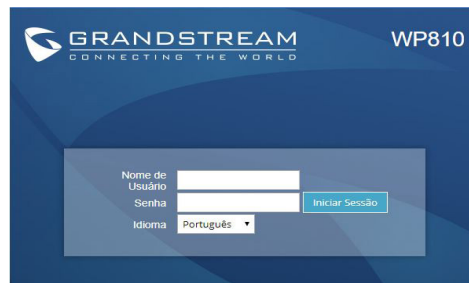 GRANDSTREAM
CONNECTING THE WORLD
WP810
Nome de
Usuário
Senha
Iniciar Sessão
Idioma
Português